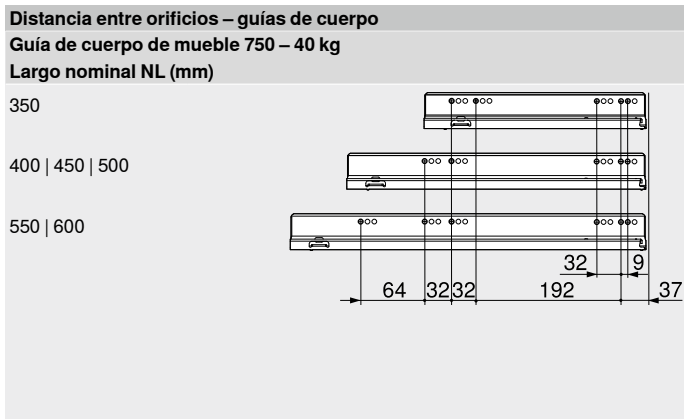 Distancia entre orificios – guías de cuerpo
Guía de cuerpo de mueble 750 – 40 kg
Largo nominal NL (mm)
350
400 | 450 | 500
550 | 600
32 9
64 32 32 192 37